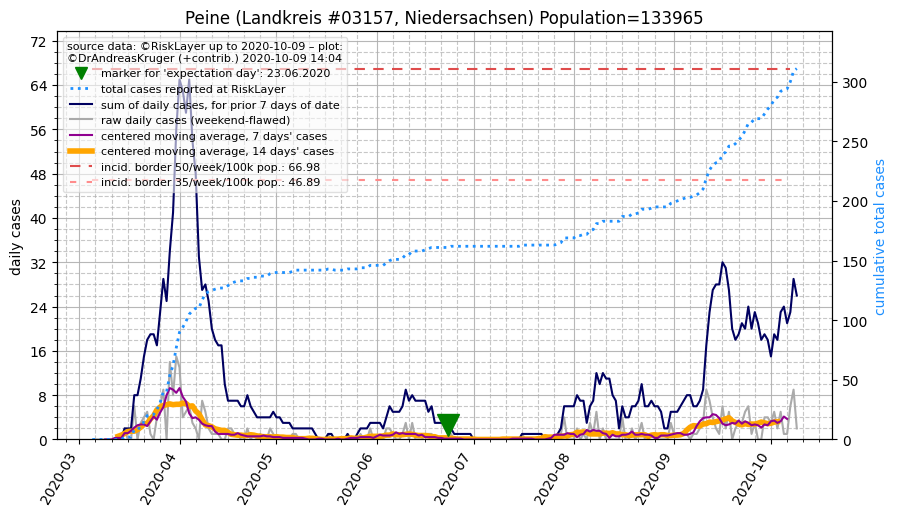 Peine (Landkreis #03157, Niedersachsen) Population=133965
source data: ©RiskLayer up to 2020-10-09 – plot:
©DrAndreasKruger (+contrib.) 2020-10-09 14:04
marker for 'expectation day': 23.06.2020
total cases reported at RiskLayer
sum of daily cases, for prior 7 days of date
raw daily cases (weekend-flawed)
centered moving average, 7 days' cases
centered moving average, 14 days' cases
incid. border 50/week/100k pop.: 66.98
incid. border 35/week/100k pop.: 46.89
daily cases
72
64
56
48
40
32
24
16
8
0
cumulative total cases
300
250
200
150
100
50
0
2020-03
2020-04
2020-05
2020-06
2020-07
2020-08
2020-09
2020-10